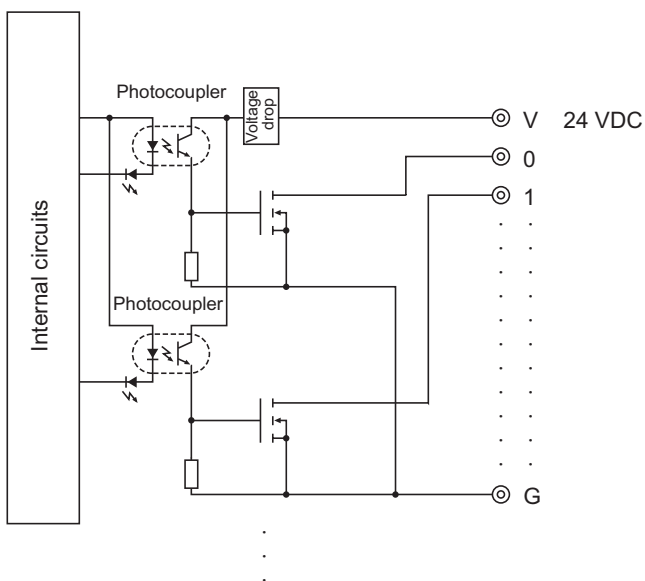 Photocoupler
Voltage
drop
V 24 VDC
0
1
Internal circuits
Photocoupler
G